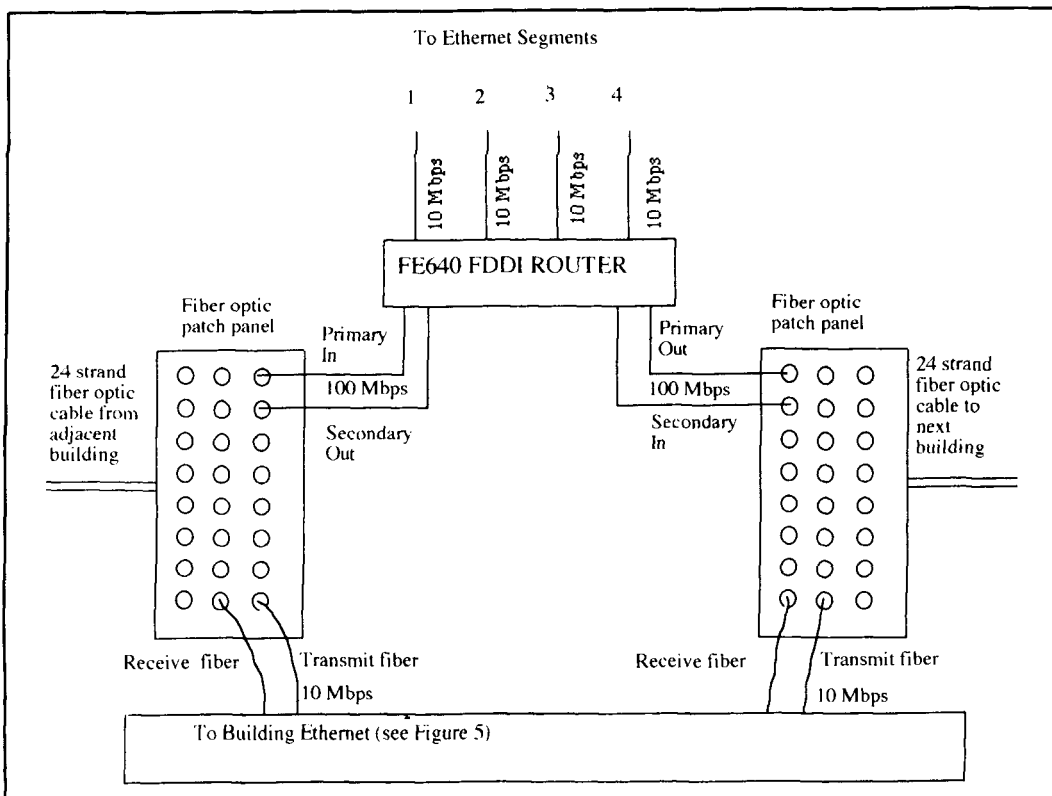 To Ethernet Segments
1 2 3 4
10 Mbps
10 Mbps
10 Mbps
10 Mbps
FE640 FDDI ROUTER
Fiber optic
patch panel
Primary
In
100 Mbps
Secondary
Out
Primary
Out
100 Mbps
Secondary
In
Fiber optic
patch panel
24 strand
fiber optic
cable from
adjacent
building
24 strand
fiber optic
cable to
next
building
Receive fiber
Transmit fiber
10 Mbps
Receive fiber
Transmit fiber
10 Mbps
To Building Ethernet (see Figure 5)